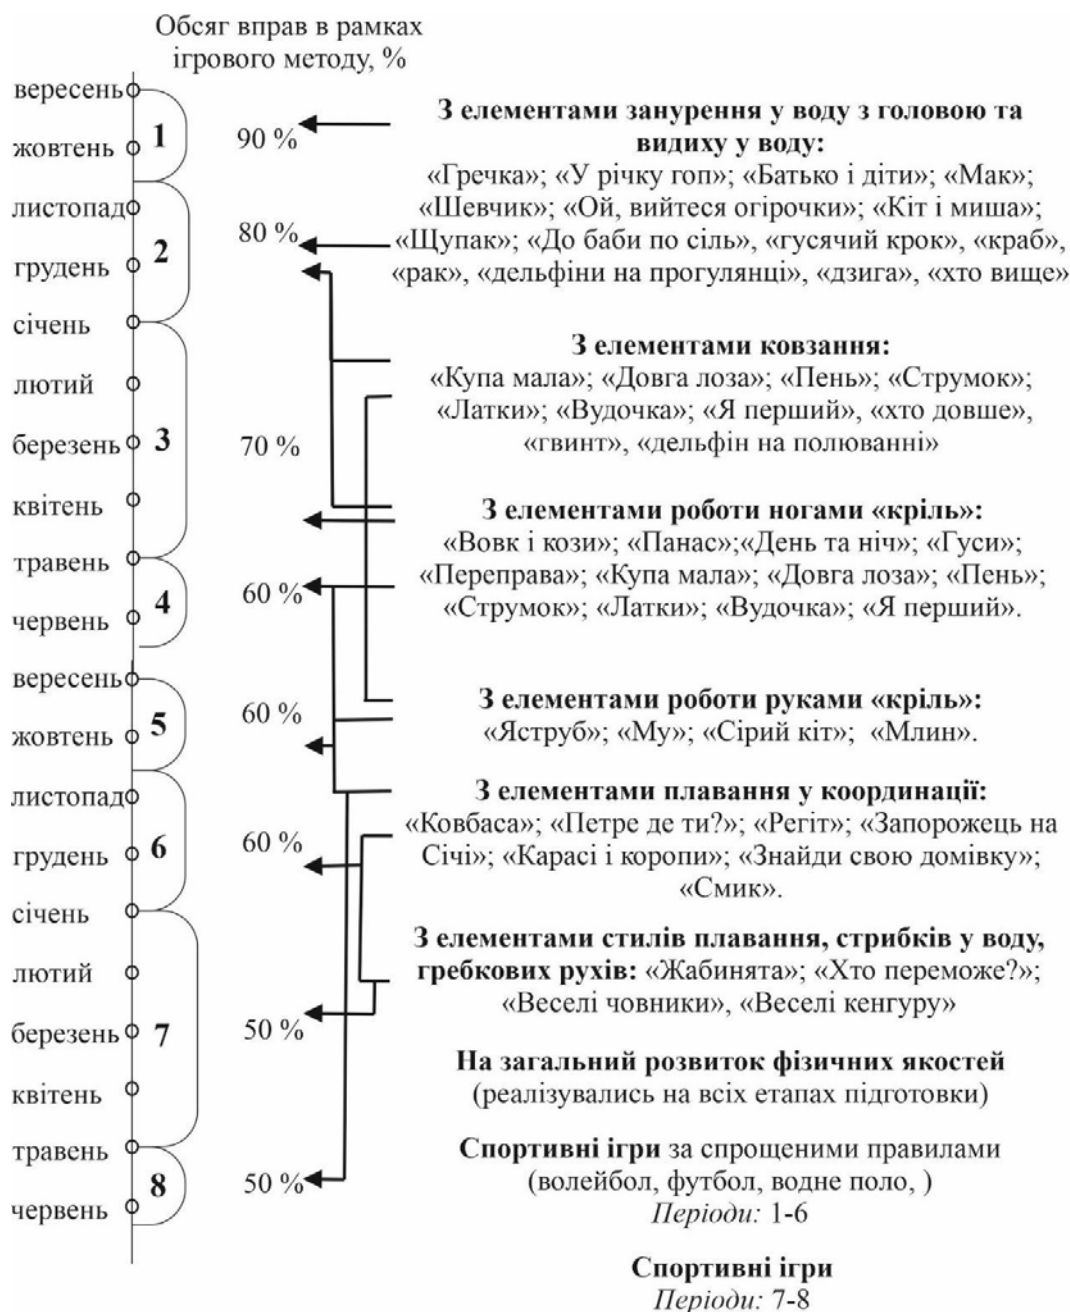 Обсяг вправ в рамках
ігрового методу, %
вересень
жовтень
листопад
грудень
січень
лютий
березень
квітень
травень
червень
вересень
жовтень
листопад
грудень
січень
лютий
березень
квітень
травень
червень
1
2
3
4
5
6
7
8
90 %
80 %
70 %
60 %
60 %
60 %
50 %
50 %
З елементами занурення у воду з головою та
видиху у воду:
«Гречка»; «У річку гоп»; «Батько і діти»; «Мак»;
«Шевчик»; «Ой, вийтеся огірочки»; «Кіт і миша»;
«Щупак»; «До баби по сіль», «гусячий крок», «краб»,
«рак», «дельфіни на прогулянці», «дзига», «хто вище»
З елементами ковзання:
«Купа мала»; «Довга лоза»; «Пень»; «Струмок»;
«Латки»; «Вудочка»; «Я перший», «хто довше»,
«гвинт», «дельфін на полюванні»
З елементами роботи ногами «кріль»:
«Вовк і кози»; «Панас»;«День та ніч»; «Гуси»;
«Переправа»; «Купа мала»; «Довга лоза»; «Пень»;
«Струмок»; «Латки»; «Вудочка»; «Я перший».
З елементами роботи руками «кріль»:
«Яструб»; «Му»; «Сірий кіт»; «Млин».
З елементами плавання у координації:
«Ковбаса»; «Петре де ти?»; «Регіт»; «Запорожець на
Січі»; «Карасі і коропи»; «Знайди свою домівку»;
«Смик».
З елементами стилів плавання, стрибків у воду,
гребкових рухів: «Жабинята»; «Хто переможе?»;
«Веселі човники», «Веселі кенгуру»
На загальний розвиток фізичних якостей
(реалізувались на всіх етапах підготовки)
Спортивні ігри за спрощеними правилами
(волейбол, футбол, водне поло, )
Періоди: 1-6
Спортивні ігри
Періоди: 7-8